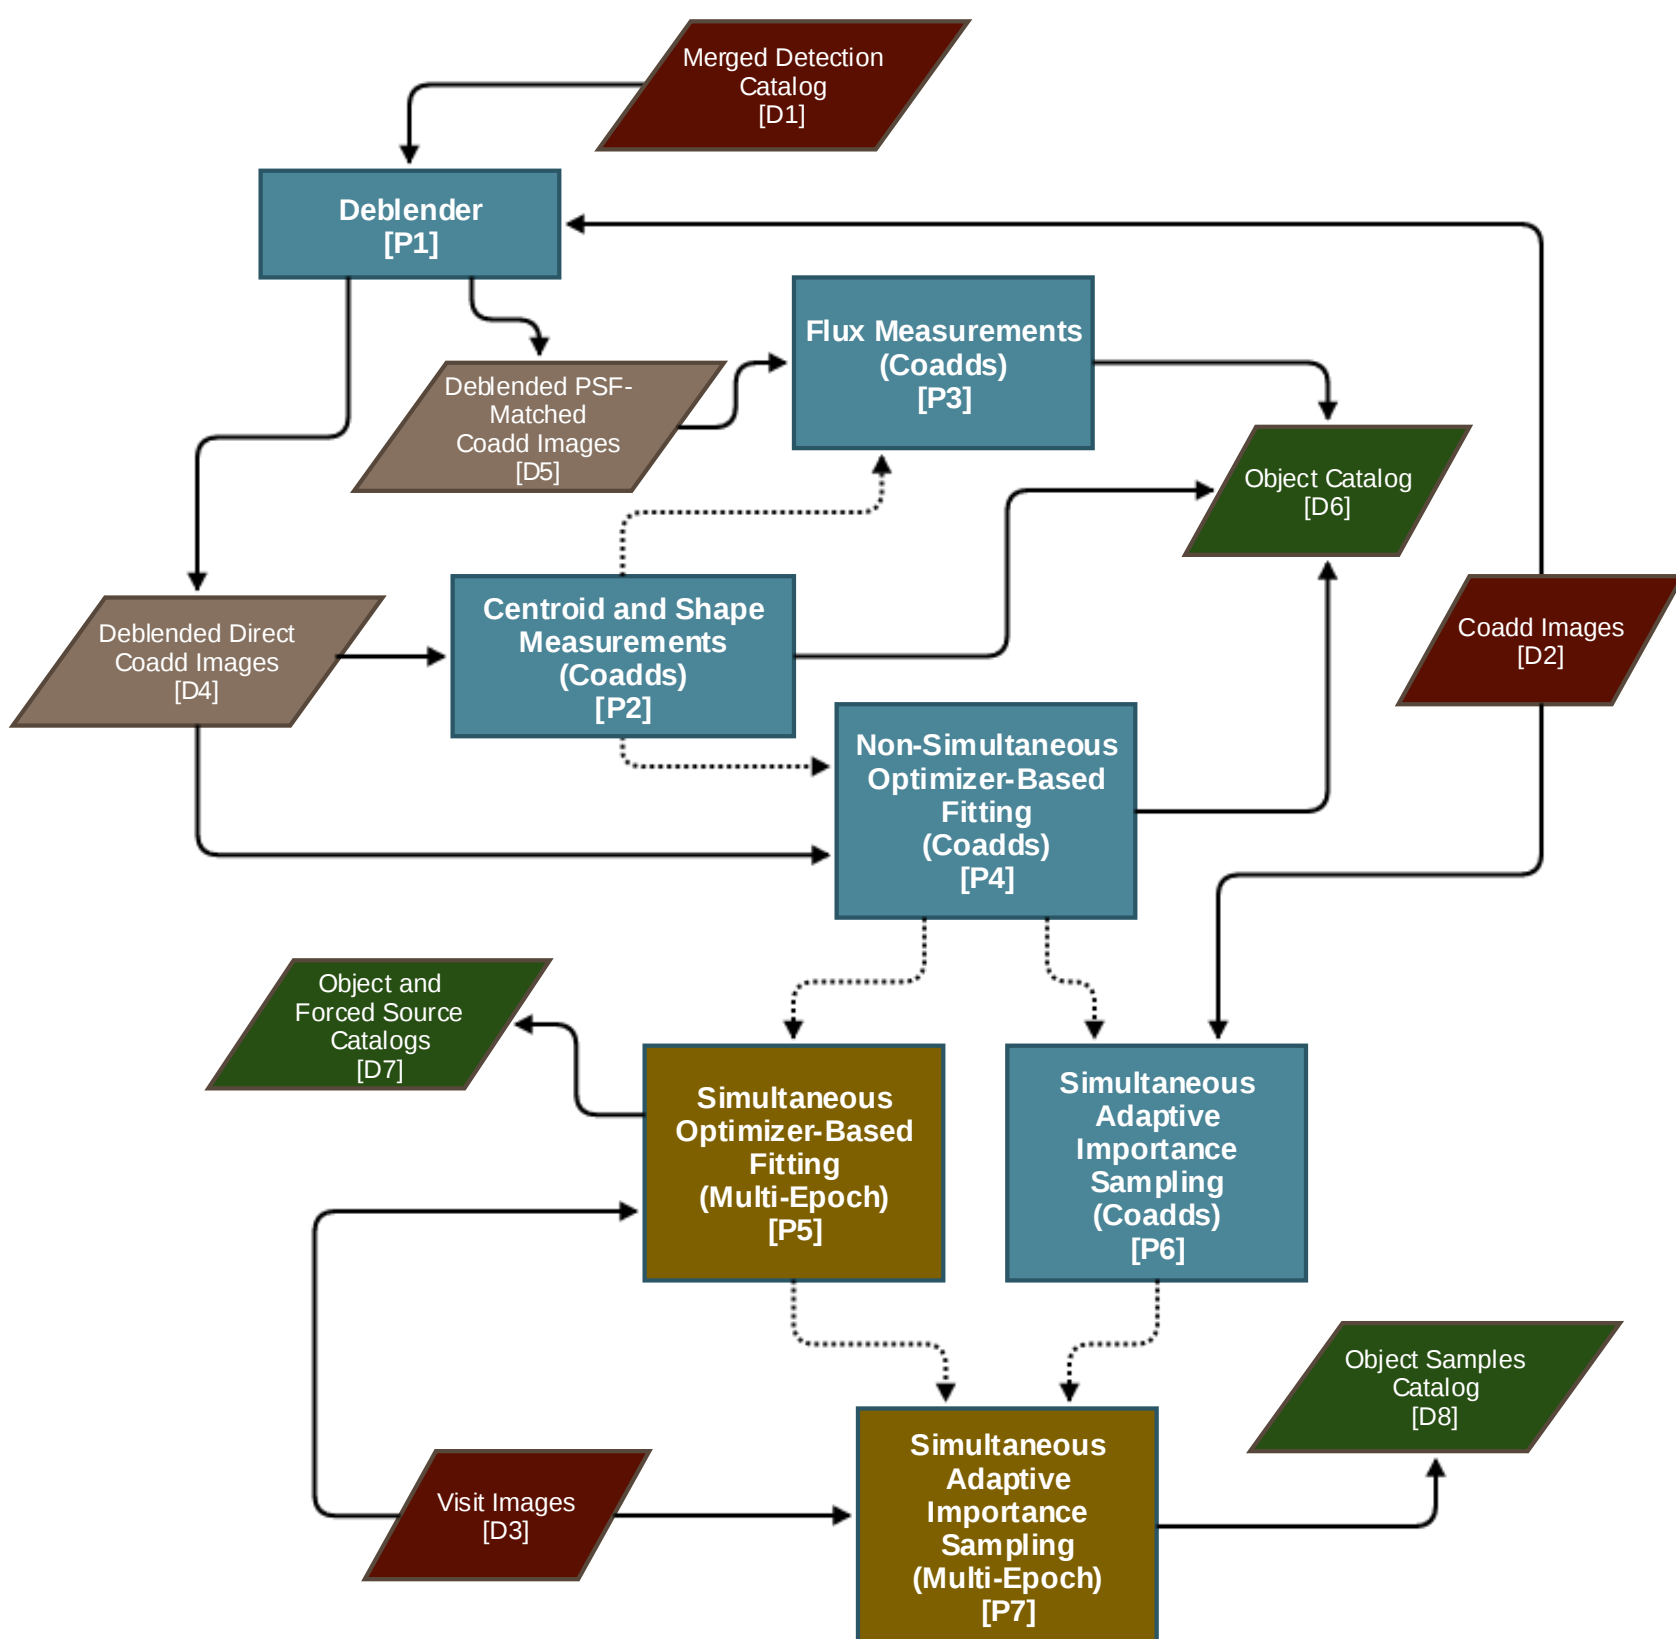 Merged Detection
Catalog
[D1]
Deblender
[P1]
Flux Measurements
(Coadds)
[P3]
Deblended PSF-
Matched
Coadd Images
[D5]
Object Catalog
[D6]
Centroid and Shape
Measurements
(Coadds)
[P2]
Deblended Direct
Coadd Images
[D4]
Coadd Images
[D2]
Non-Simultaneous
Optimizer-Based
Fitting
(Coadds)
[P4]
Object and
Forced Source
Catalogs
[D7]
Simultaneous
Optimizer-Based
Fitting
(Multi-Epoch)
[P5]
Simultaneous
Adaptive
Importance
Sampling
(Coadds)
[P6]
Object Samples
Catalog
[D8]
Visit Images
[D3]
Simultaneous
Adaptive
Importance
Sampling
(Multi-Epoch)
[P7]